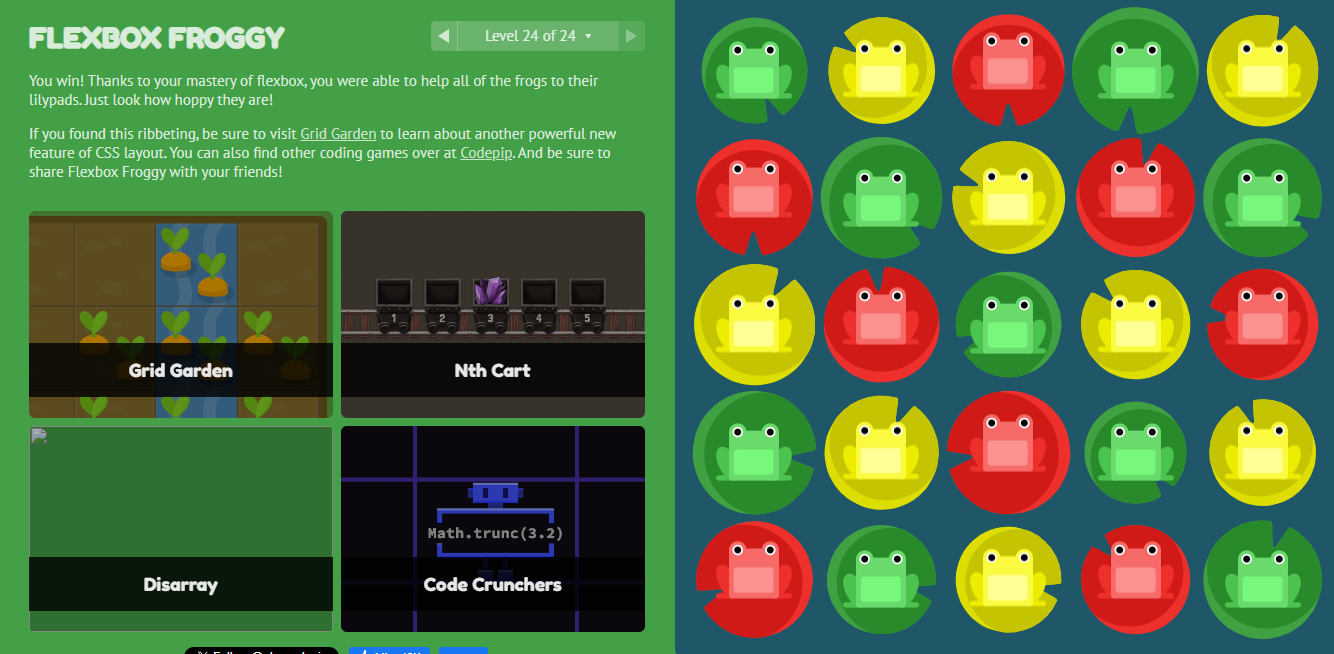 FLEXBOX FROGGY
Level 24 of 24
You win! Thanks to your mastery of flexbox, you were able to help all of the frogs to their
lilypads. Just look how hoppy they are!
If you found this ribbeting, be sure to visit Grid Garden to learn about another powerful new
feature of CSS layout. You can also find other coding games over at Codepip. And be sure to
share Flexbox Froggy with your friends!
1 2 3 4 5
Grid Garden
Nth Cart
Math.trunc(3.2)
Disarray
Code Crunchers